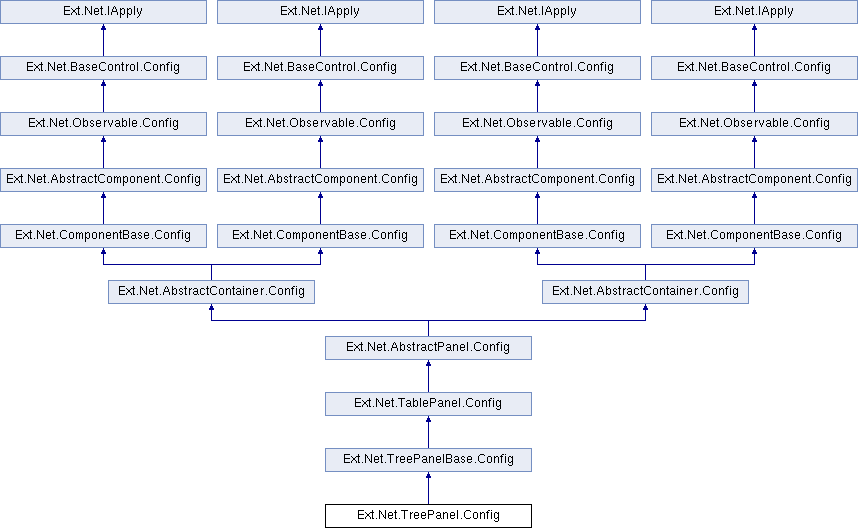 Ext.Net.IApply
Ext.Net.IApply
Ext.Net.IApply
Ext.Net.IApply
Ext.Net.BaseControl.Config
Ext.Net.BaseControl.Config
Ext.Net.BaseControl.Config
Ext.Net.BaseControl.Config
Ext.Net.Observable.Config
Ext.Net.Observable.Config
Ext.Net.Observable.Config
Ext.Net.Observable.Config
Ext.Net.AbstractComponent.Config
Ext.Net.AbstractComponent.Config
Ext.Net.AbstractComponent.Config
Ext.Net.AbstractComponent.Config
Ext.Net.ComponentBase.Config
Ext.Net.ComponentBase.Config
Ext.Net.ComponentBase.Config
Ext.Net.ComponentBase.Config
Ext.Net.AbstractContainer.Config
Ext.Net.AbstractContainer.Config
Ext.Net.AbstractPanel.Config
Ext.Net.TablePanel.Config
Ext.Net.TreePanelBase.Config
Ext.Net.TreePanel.Config